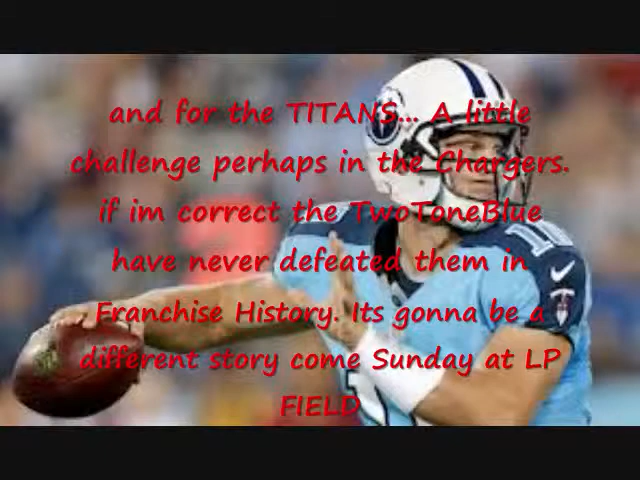 and for the TITANS... A little
challenge perhaps in the Chargers.
if im correct the TwoToneBlue
have never defeated them in
Franchise History. Its gonna be a
different story come Sunday at LP
FIELD